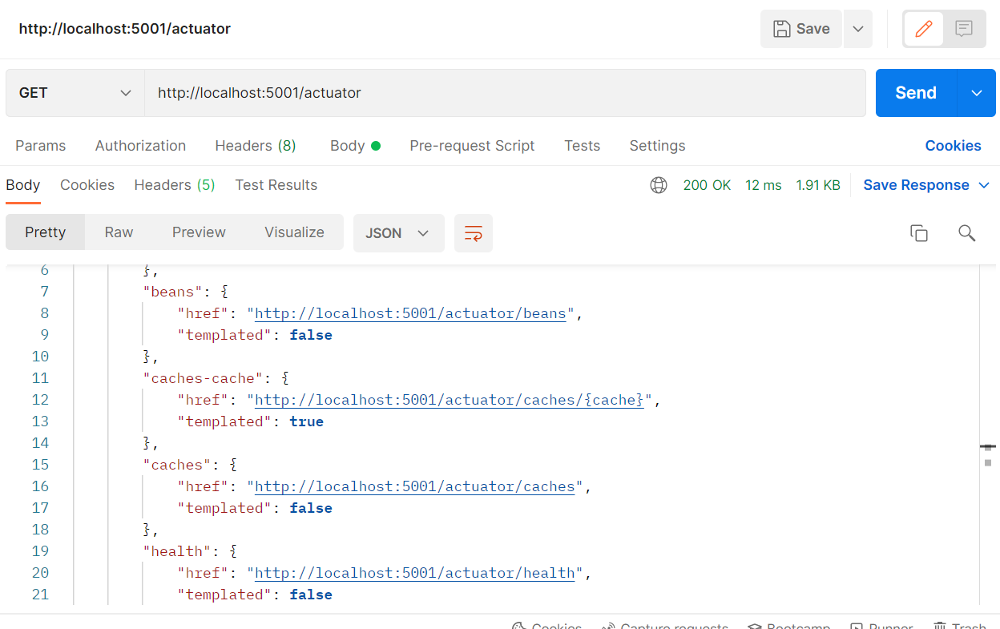 http://localhost:5001/actuator
Save
GET http://localhost:5001/actuator Send
Params Authorization Headers (8) Body Pre-request Script Tests Settings Cookies
Body Cookies Headers (5) Test Results 200 OK 12 ms 1.91 KB Save Response
Pretty Raw Preview Visualize JSON
6 },
7 "beans": {
8 "href": "http://localhost:5001/actuator/beans",
9 "templated": false
10 },
11 "caches-cache": {
12 "href": "http://localhost:5001/actuator/caches/{cache}",
13 "templated": true
14 },
15 "caches": {
16 "href": "http://localhost:5001/actuator/caches",
17 "templated": false
18 },
19 "health": {
20 "href": "http://localhost:5001/actuator/health",
21 "templated": false
Cookies Capture requests Bootcamp Runner Trash